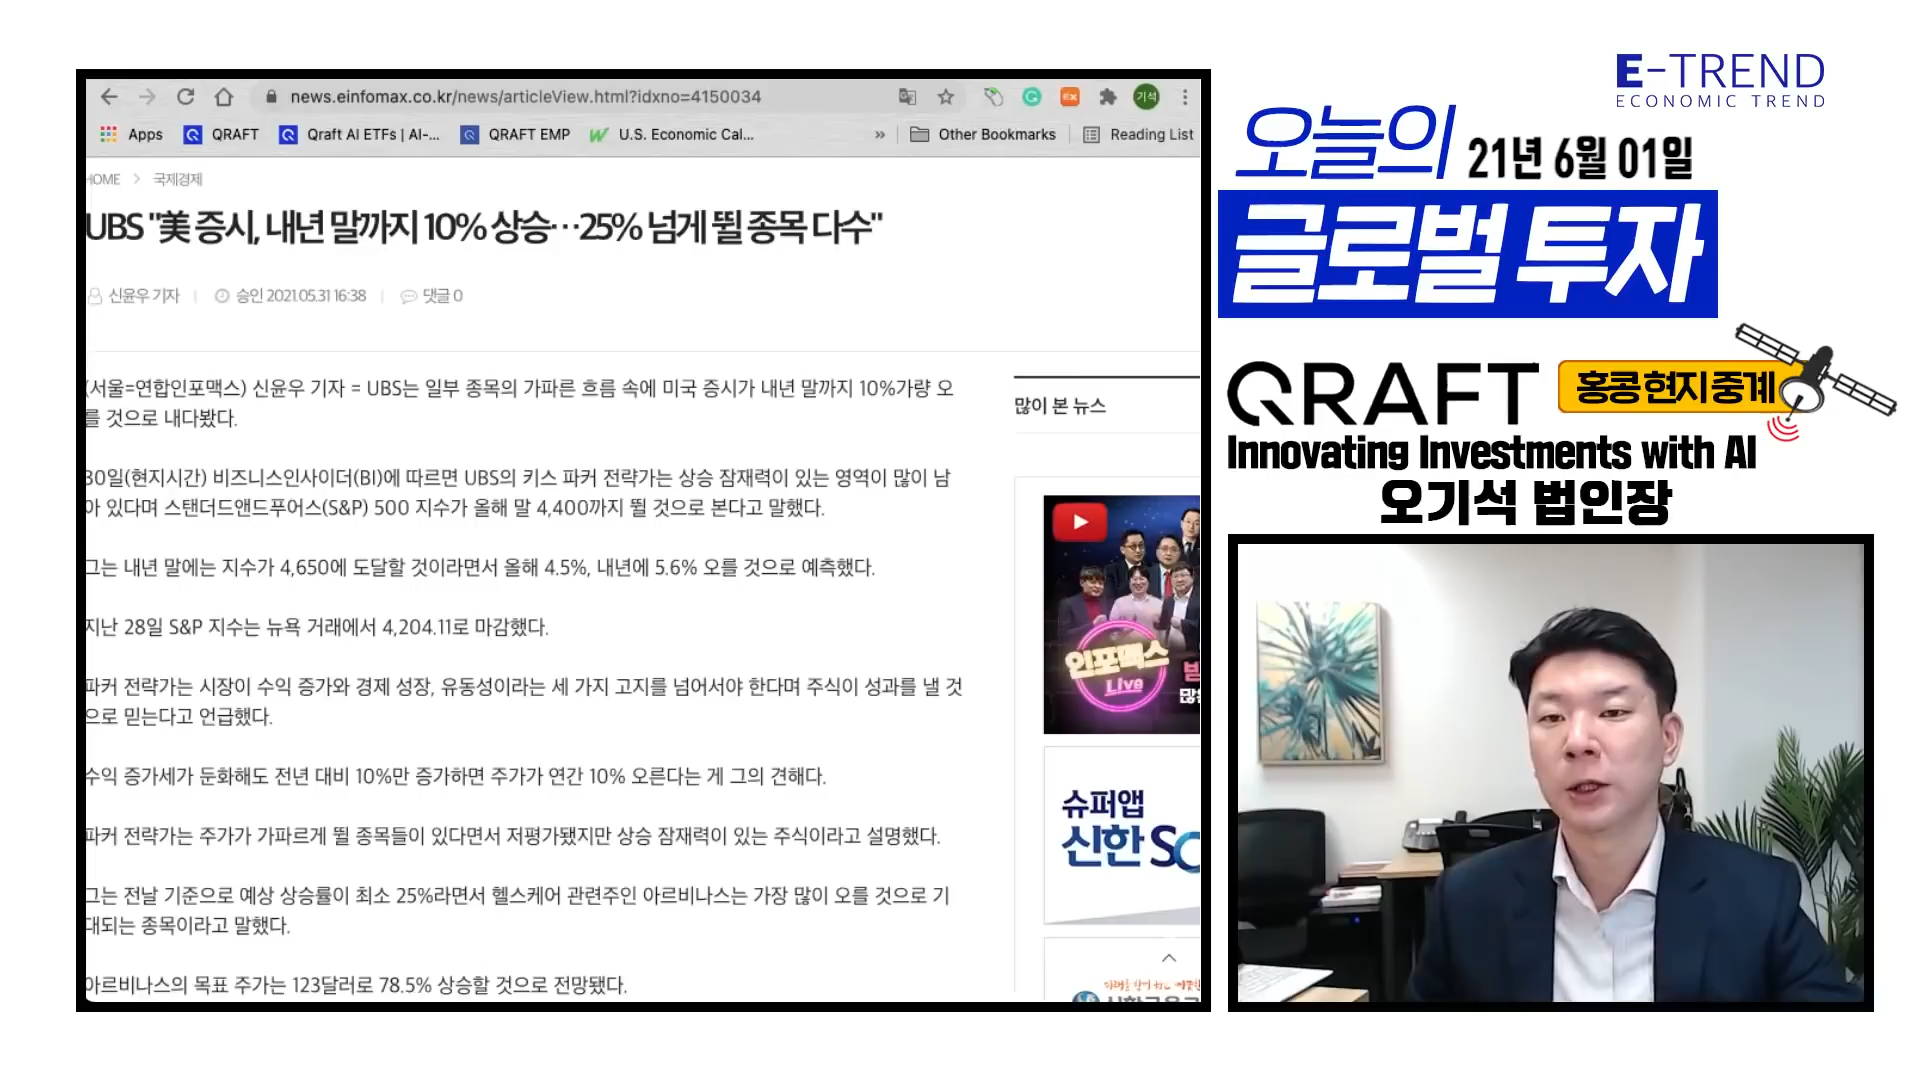 news.einfomax.co.kr/news/articleView.html?idxno=4150034
기석
Apps QRAFT Qraft AI ETFs | AI-... QRAFT EMP U.S. Economic Cal... » Other Bookmarks Reading List
HOME > 국제경제
UBS "美 증시, 내년 말까지 10% 상승…25% 넘게 뛸 종목 다수"
신윤우 기자 | 승인 2021.05.31 16:38 | 댓글 0
(서울=연합인포맥스) 신윤우 기자 = UBS는 일부 종목의 가파른 흐름 속에 미국 증시가 내년 말까지 10%가량 오
를 것으로 내다봤다.
30일(현지시간) 비즈니스인사이더(BI)에 따르면 UBS의 키스 파커 전략가는 상승 잠재력이 있는 영역이 많이 남
아 있다며 스탠더드앤드푸어스(S&P) 500 지수가 올해 말 4,400까지 뛸 것으로 본다고 말했다.
그는 내년 말에는 지수가 4,650에 도달할 것이라면서 올해 4.5%, 내년에 5.6% 오를 것으로 예측했다.
지난 28일 S&P 지수는 뉴욕 거래에서 4,204.11로 마감했다.
파커 전략가는 시장이 수익 증가와 경제 성장, 유동성이라는 세 가지 고지를 넘어서야 한다며 주식이 성과를 낼 것
으로 믿는다고 언급했다.
수익 증가세가 둔화해도 전년 대비 10%만 증가하면 주가가 연간 10% 오른다는 게 그의 견해다.
파커 전략가는 주가가 가파르게 뛸 종목들이 있다면서 저평가됐지만 상승 잠재력이 있는 주식이라고 설명했다.
그는 전날 기준으로 예상 상승률이 최소 25%라면서 헬스케어 관련주인 아르비나스는 가장 많이 오를 것으로 기
대되는 종목이라고 말했다.
아르비나스의 목표 주가는 123달러로 78.5% 상승할 것으로 전망됐다.
많이 본 뉴스
인포맥스
Live
슈퍼앱
신한 SO
E-TREND
ECONOMIC TREND
오늘의 21년 6월 01일
글로벌 투자
QRAFT 홍콩 현지 중계
Innovating Investments with AI
오기석 법인장